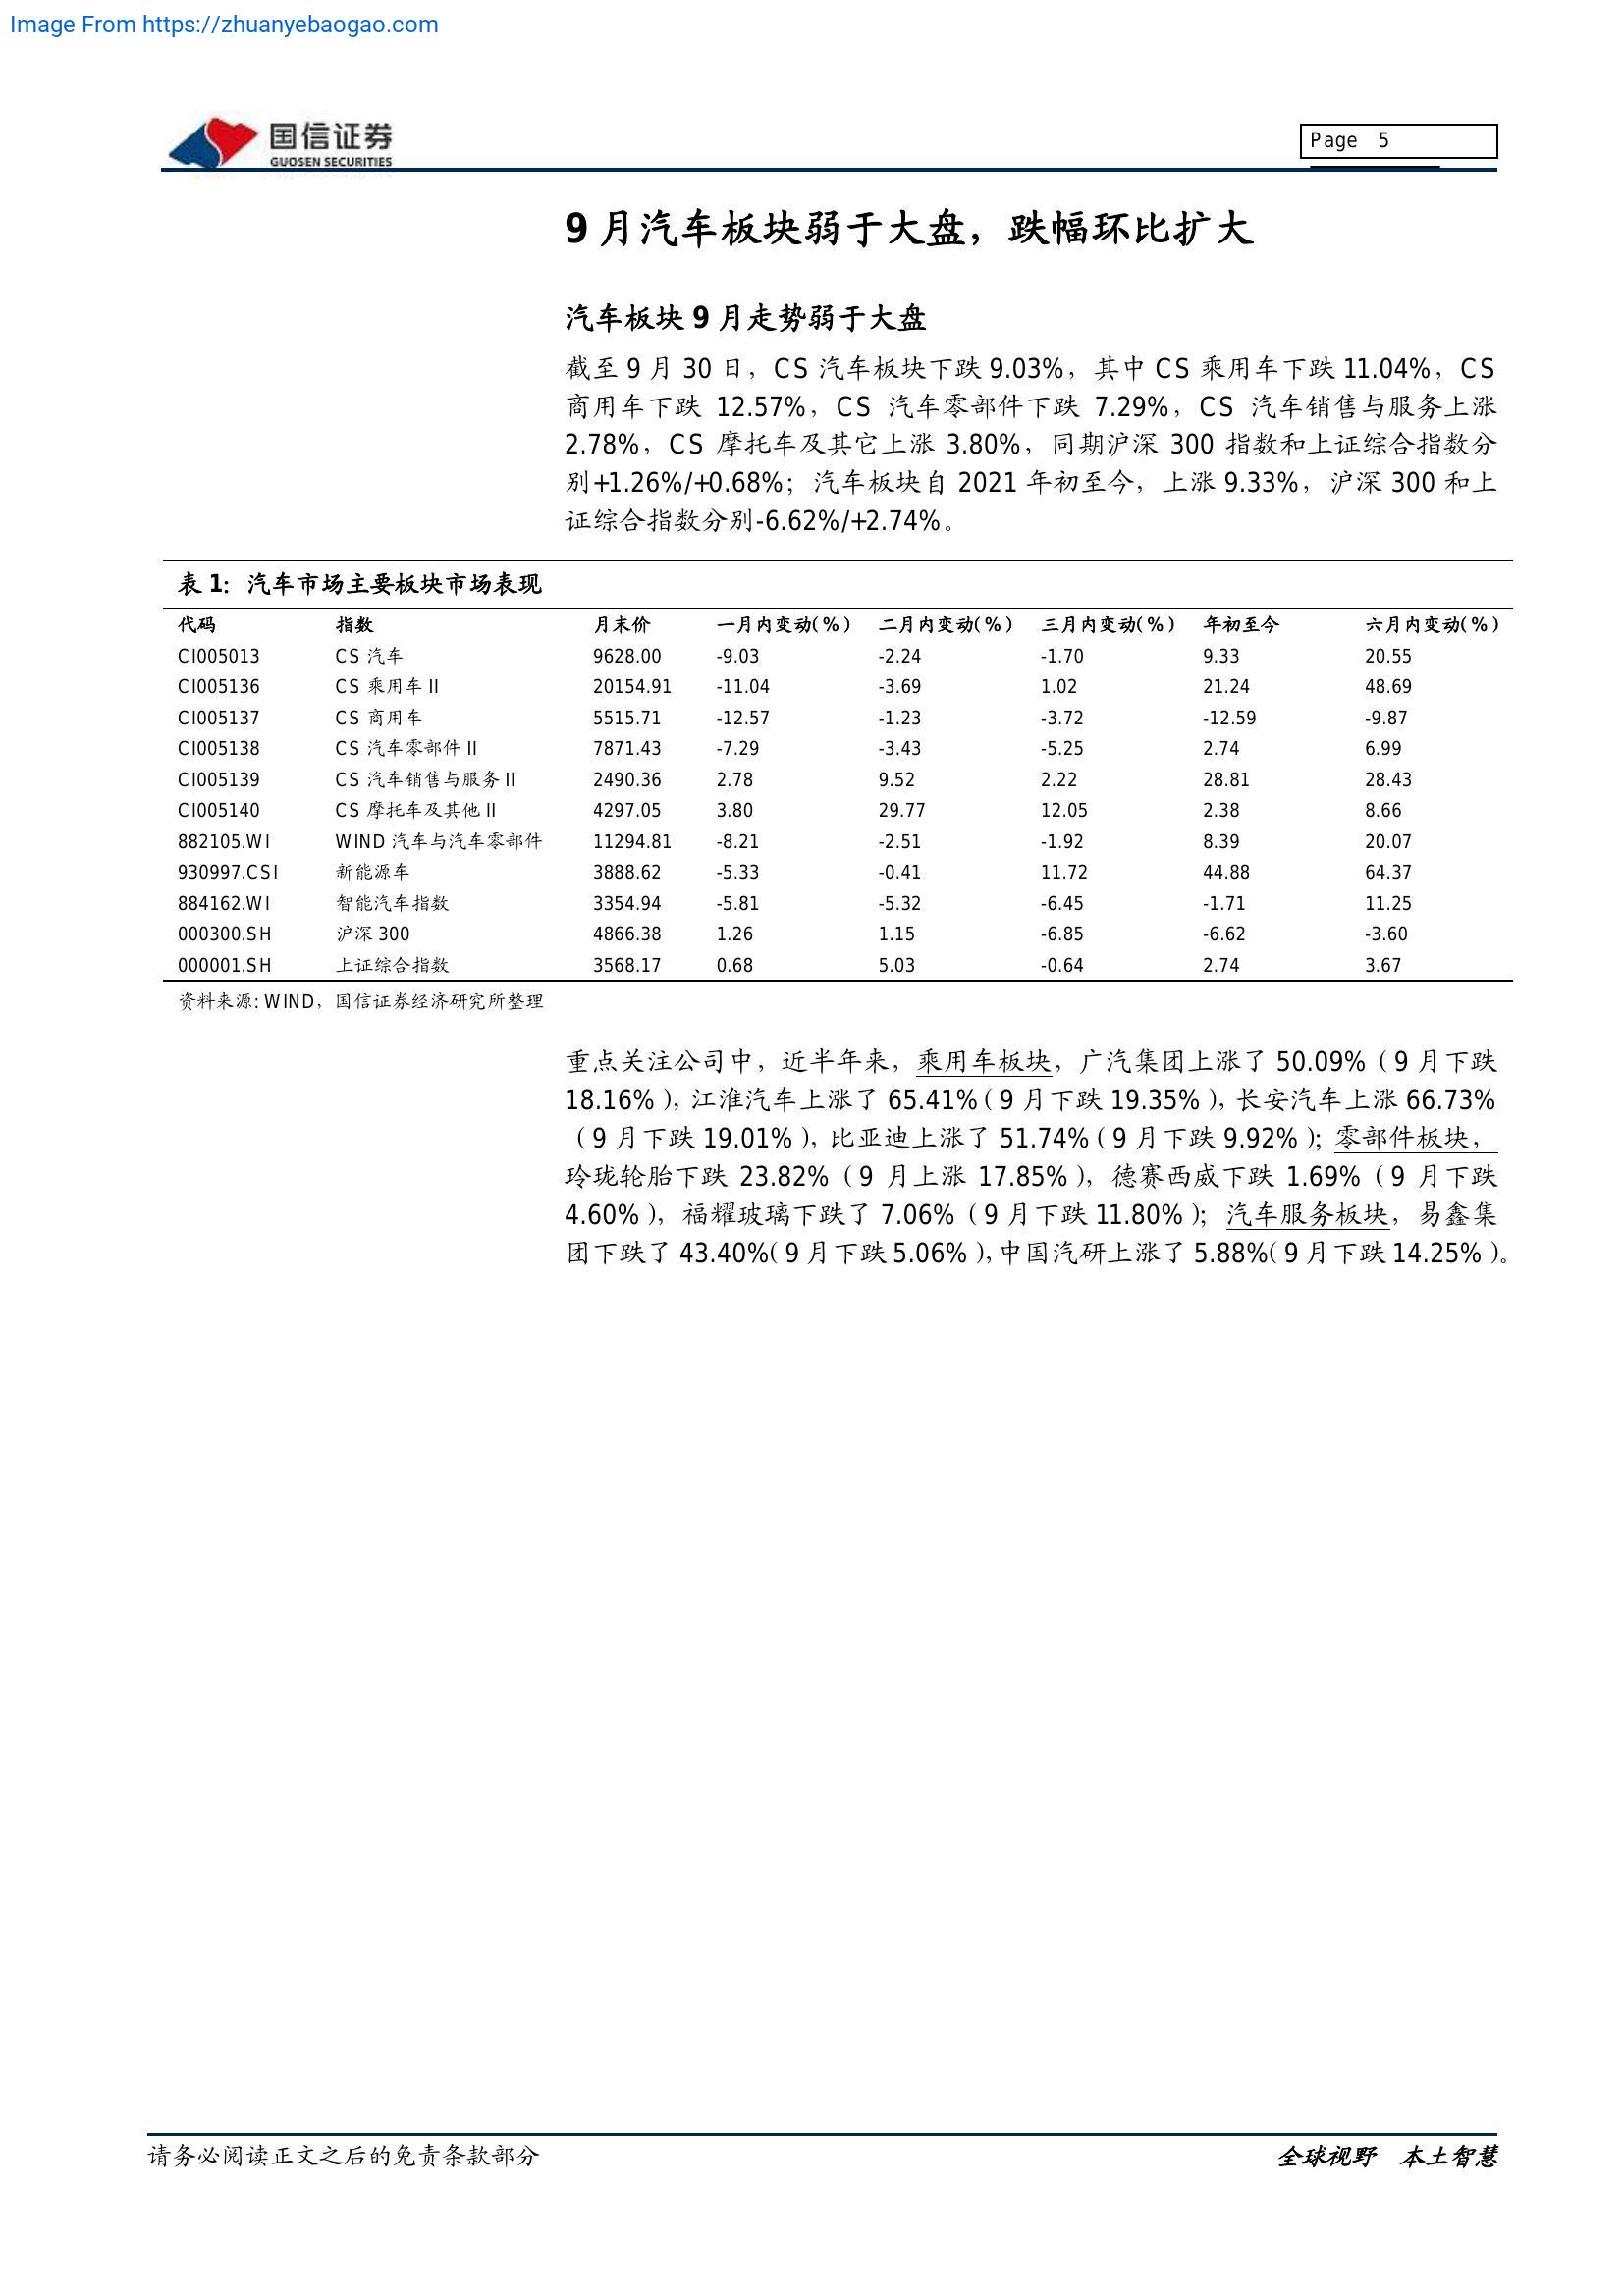 Image From https://zhuanyebaogao.com
国信证券
GUOSEN SECURITIES
Page 5
9 月汽车板块弱于大盘，跌幅环比扩大
汽车板块 9 月走势弱于大盘
截至 9 月 30 日，CS 汽车板块下跌 9.03%，其中 CS 乘用车下跌 11.04%，CS
商用车下跌 12.57%，CS 汽车零部件下跌 7.29%，CS 汽车销售与服务上涨
2.78%，CS 摩托车及其它上涨 3.80%，同期沪深 300 指数和上证综合指数分
别+1.26%/+0.68%；汽车板块自 2021 年初至今，上涨 9.33%，沪深 300 和上
证综合指数分别-6.62%/+2.74%。
表 1：汽车市场主要板块市场表现
代码 指数 月末价 一月内变动(%) 二月内变动(%) 三月内变动(%) 年初至今 六月内变动(%)
CI005013 CS 汽车 9628.00 -9.03 -2.24 -1.70 9.33 20.55
CI005136 CS 乘用车 II 20154.91 -11.04 -3.69 1.02 21.24 48.69
CI005137 CS 商用车 5515.71 -12.57 -1.23 -3.72 -12.59 -9.87
CI005138 CS 汽车零部件 II 7871.43 -7.29 -3.43 -5.25 2.74 6.99
CI005139 CS 汽车销售与服务 II 2490.36 2.78 9.52 2.22 28.81 28.43
CI005140 CS 摩托车及其他 II 4297.05 3.80 29.77 12.05 2.38 8.66
882105.WI WIND 汽车与汽车零部件 11294.81 -8.21 -2.51 -1.92 8.39 20.07
930997.CSI 新能源车 3888.62 -5.33 -0.41 11.72 44.88 64.37
884162.WI 智能汽车指数 3354.94 -5.81 -5.32 -6.45 -1.71 11.25
000300.SH 沪深 300 4866.38 1.26 1.15 -6.85 -6.62 -3.60
000001.SH 上证综合指数 3568.17 0.68 5.03 -0.64 2.74 3.67
资料来源: WIND，国信证券经济研究所整理
重点关注公司中，近半年来，乘用车板块，广汽集团上涨了 50.09%（9 月下跌
18.16%），江淮汽车上涨了 65.41%（9 月下跌 19.35%），长安汽车上涨 66.73%
（9 月下跌 19.01%），比亚迪上涨了 51.74%（9 月下跌 9.92%）；零部件板块，
玲珑轮胎下跌 23.82%（9 月上涨 17.85%），德赛西威下跌 1.69%（9 月下跌
4.60%），福耀玻璃下跌了 7.06%（9 月下跌 11.80%）；汽车服务板块，易鑫集
团下跌了 43.40%（9 月下跌 5.06%），中国汽研上涨了 5.88%（9 月下跌 14.25%）。
请务必阅读正文之后的免责条款部分
全球视野 本土智慧